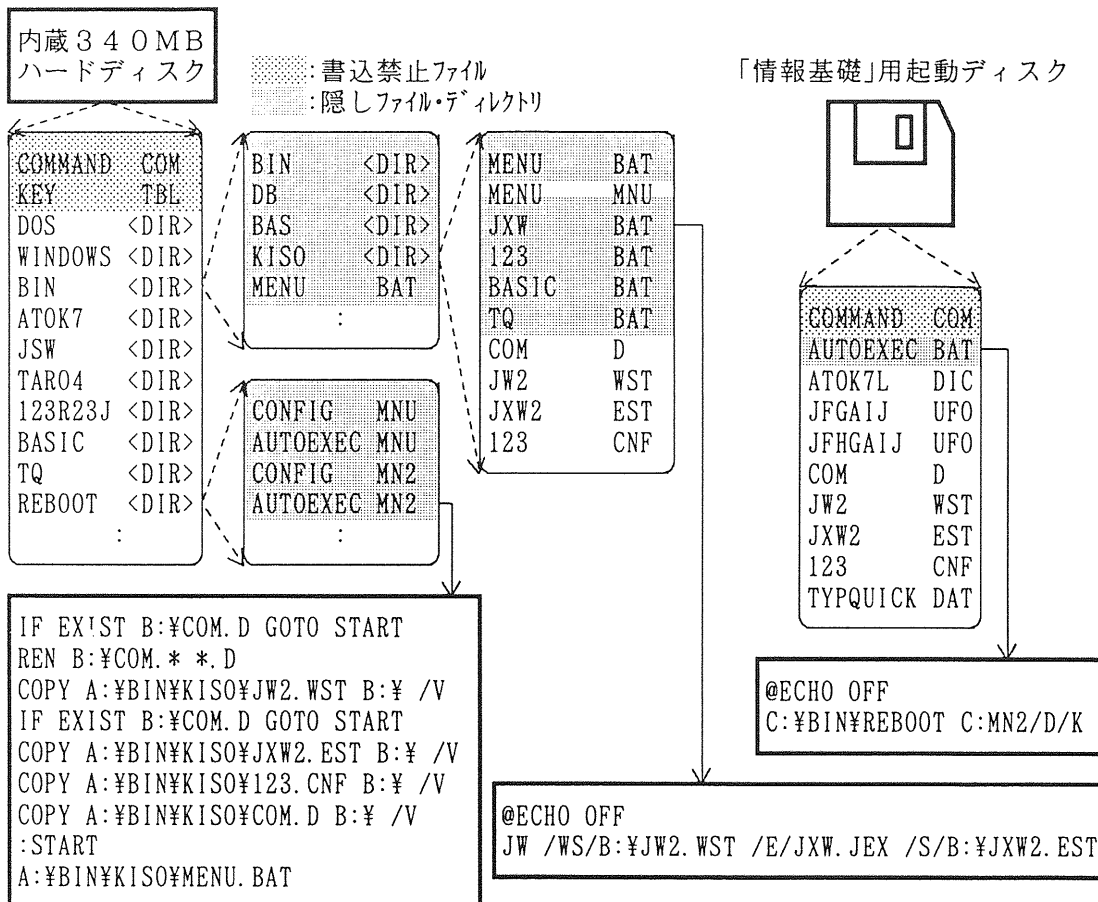 内蔵３４０ＭＢ
ハードディスク
:書込禁止ﾌｧｲﾙ
:隠しﾌｧｲﾙ・ﾃﾞｨﾚｸﾄﾘ
「情報基礎」用起動ディスク
COMMAND COM
KEY TBL
DOS <DIR>
WINDOWS <DIR>
BIN <DIR>
ATOK7 <DIR>
JSW <DIR>
TARO4 <DIR>
123R23J <DIR>
BASIC <DIR>
TQ <DIR>
REBOOT <DIR>
:
BIN <DIR>
DB <DIR>
BAS <DIR>
KISO <DIR>
MENU BAT
:
CONFIG MNU
AUTOEXEC MNU
CONFIG MN2
AUTOEXEC MN2
:
MENU BAT
MENU MNU
JXW BAT
123 BAT
BASIC BAT
TQ BAT
COM D
JW2 WST
JXW2 EST
123 CNF
COMMAND COM
AUTOEXEC BAT
ATOK7L DIC
JFGAIJ UFO
JFHGAIJ UFO
COM D
JW2 WST
JXW2 EST
123 CNF
TYPQUICK DAT
IF EXIST B:¥COM.D GOTO START
REN B:¥COM.* *.D
COPY A:¥BIN¥KISO¥JW2.WST B:¥ /V
IF EXIST B:¥COM.D GOTO START
COPY A:¥BIN¥KISO¥JXW2.EST B:¥ /V
COPY A:¥BIN¥KISO¥123.CNF B:¥ /V
COPY A:¥BIN¥KISO¥COM.D B:¥ /V
:START
A:¥BIN¥KISO¥MENU.BAT
@ECHO OFF
C:¥BIN¥REBOOT C:MN2/D/K
@ECHO OFF
JW /WS/B:¥JW2.WST /E/JXW.JEX /S/B:¥JXW2.EST